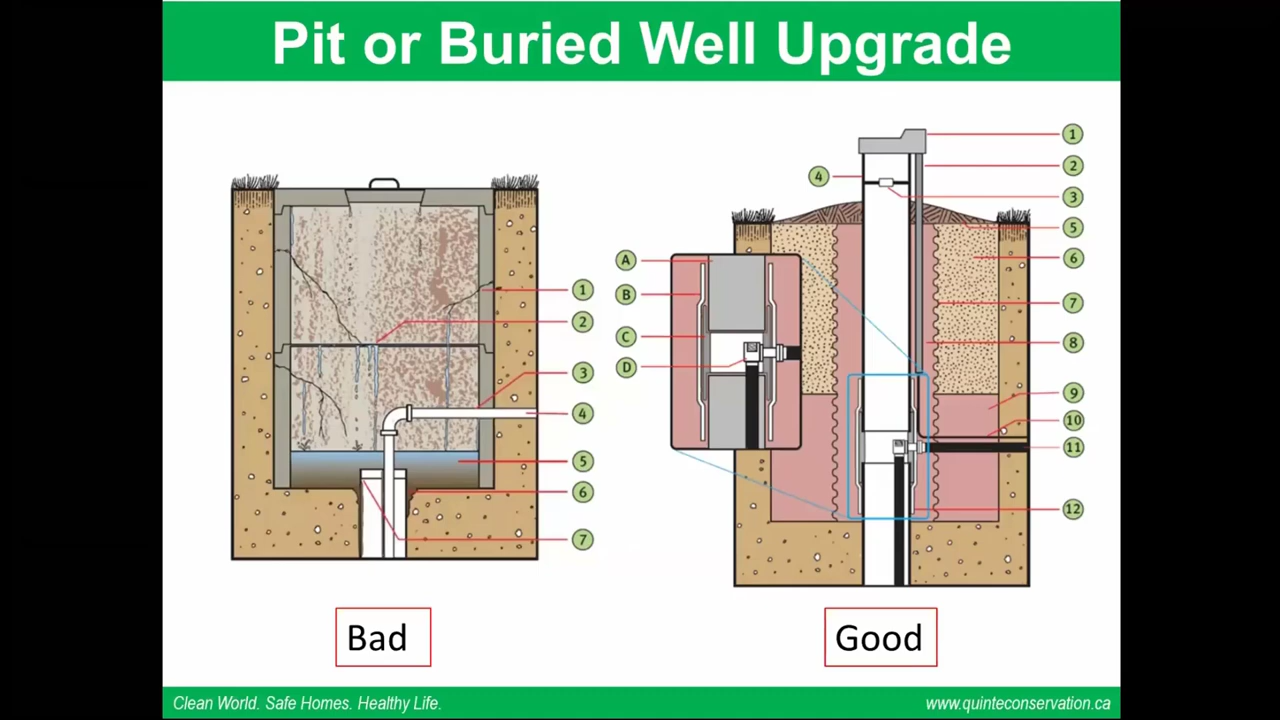 Pit or Buried Well Upgrade
1
2
3
4
5
6
7
A
B
C
D
4
1
2
3
5
6
7
8
9
10
11
12
Bad
Good
Clean World. Safe Homes. Healthy Life.
www.quinteconservation.ca